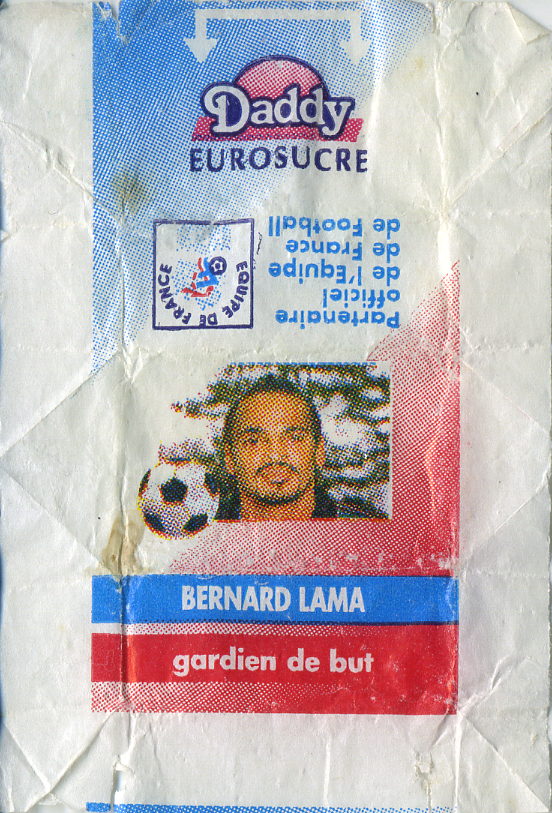 Daddy
EUROSUCRE
Partenaire
officiel
de l'Equipe
de France
de Football
EQUIPE DE FRANCE
BERNARD LAMA
gardien de but